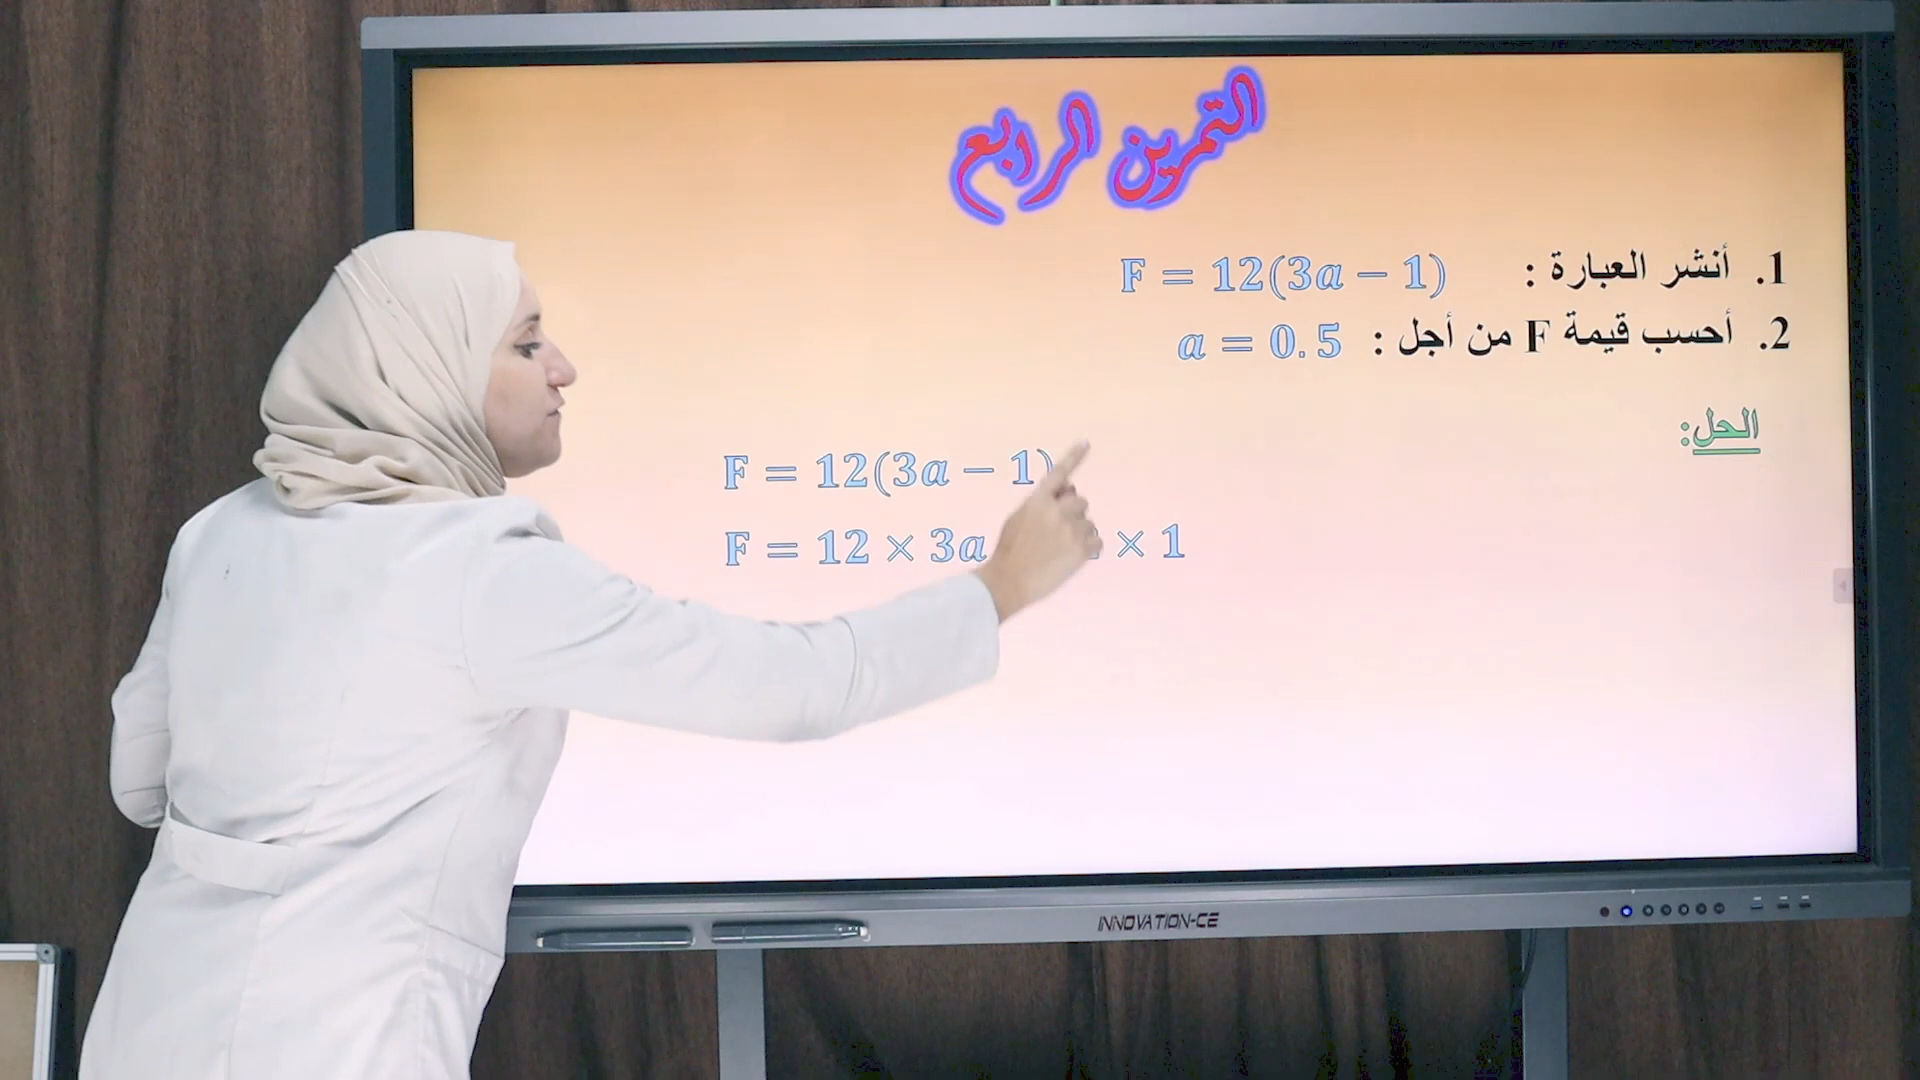 التمرين الرابع
1. أنشر العبارة : F = 12(3a − 1)
2. أحسب قيمة F من أجل : a = 0.5
الحل:
F = 12(3a − 1)
F = 12 × 3a × 1
INNOVATION-CE